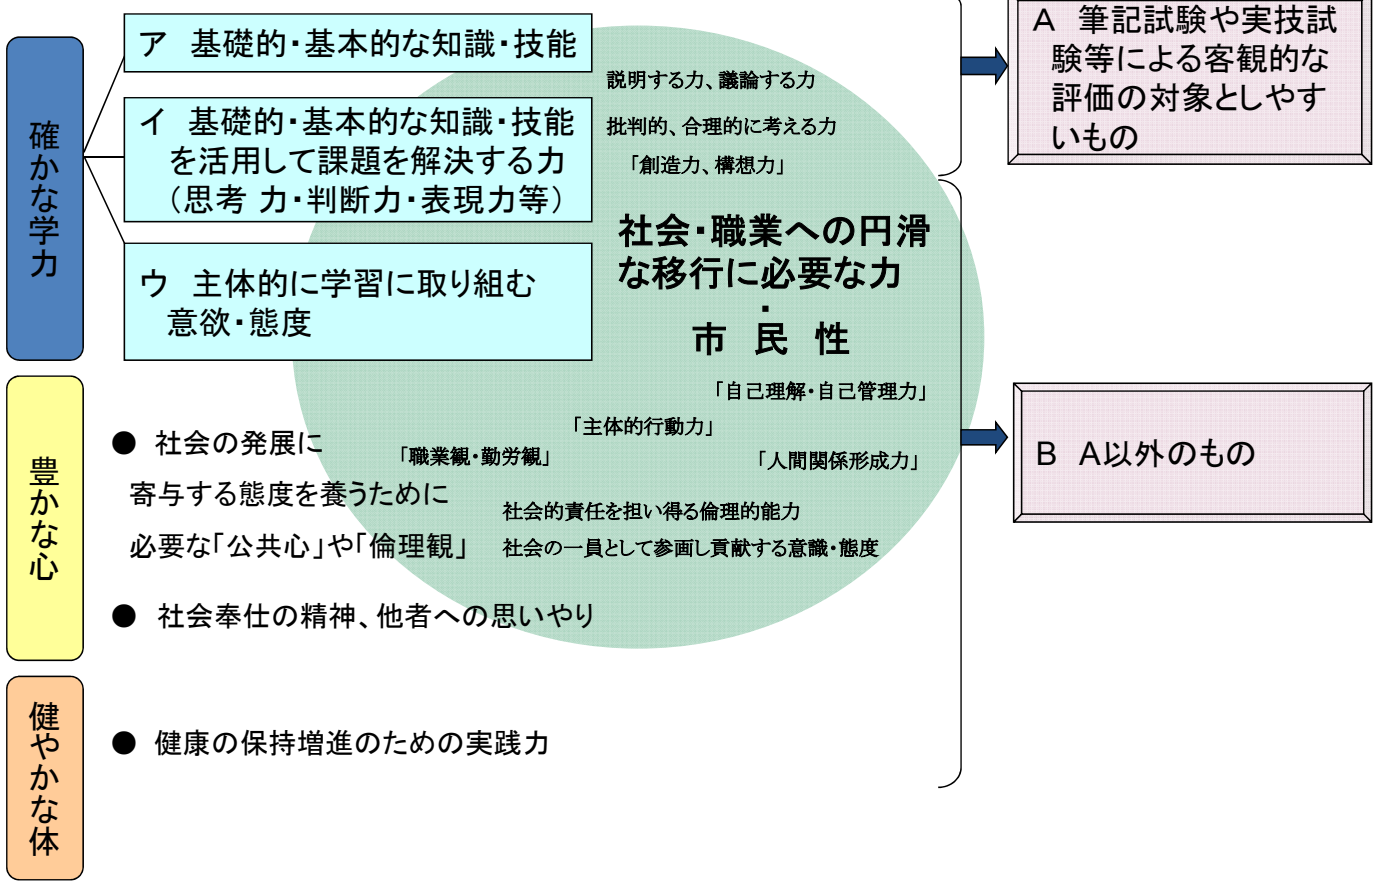 確かな学力
ア 基礎的・基本的な知識・技能
イ 基礎的・基本的な知識・技能
を活用して課題を解決する力
（思考 力・判断力・表現力等）
ウ 主体的に学習に取り組む
意欲・態度
説明する力、議論する力
批判的、合理的に考える力
「創造力、構想力」
社会・職業への円滑
な移行に必要な力
・
市 民 性
「自己理解・自己管理力」
「主体的行動力」
「職業観・勤労観」
「人間関係形成力」
社会的責任を担い得る倫理的能力
社会の一員として参画し貢献する意識・態度
豊かな心
● 社会の発展に
寄与する態度を養うために
必要な「公共心」や「倫理観」
● 社会奉仕の精神、他者への思いやり
健やかな体
● 健康の保持増進のための実践力
A 筆記試験や実技試
験等による客観的な
評価の対象としやす
いもの
B A以外のもの